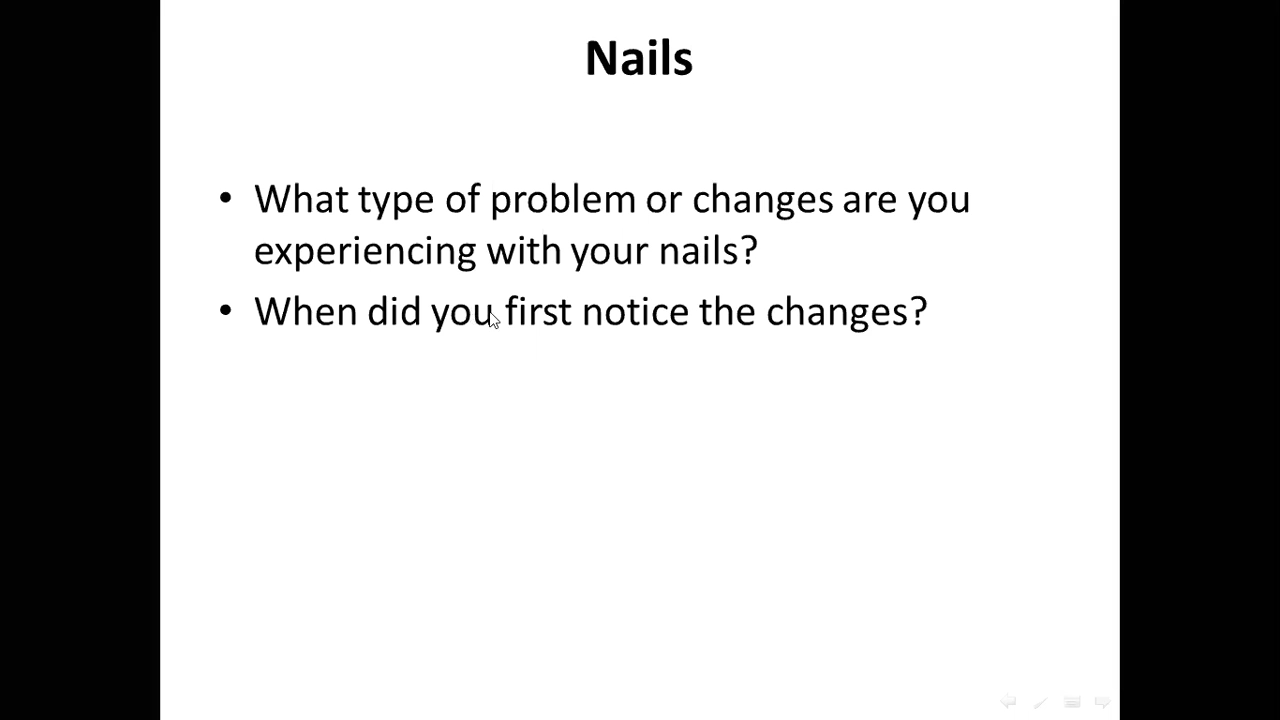 Nails
• What type of problem or changes are you
experiencing with your nails?
• When did you first notice the changes?